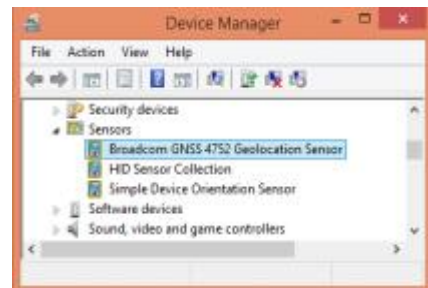 Device Manager
File Action View Help
Security devices
Sensors
Broadcom GNSS 4752 Geolocation Sensor
HID Sensor Collection
Simple Device Orientation Sensor
Software devices
Sound, video and game controllers